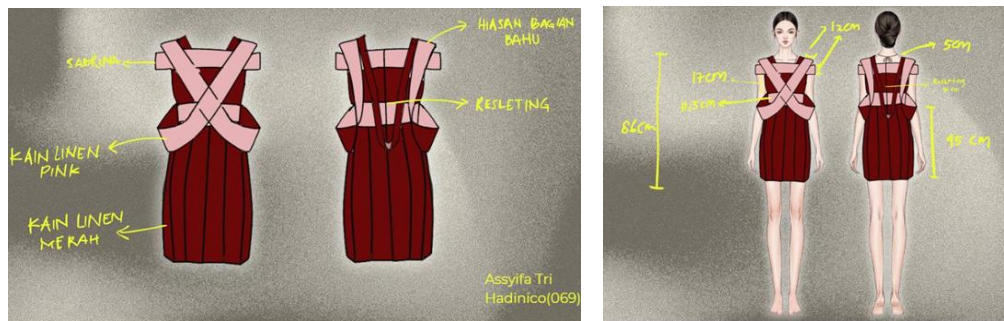 HIASAN BAGIAN
BAHU
SABRINA
RESLETING
KAIN LINEN
PINK
KAIN LINEN
MERAH
Assyifa Tri
Hadinico(069)
12cm
5cm
17cm
86cm
45 cm